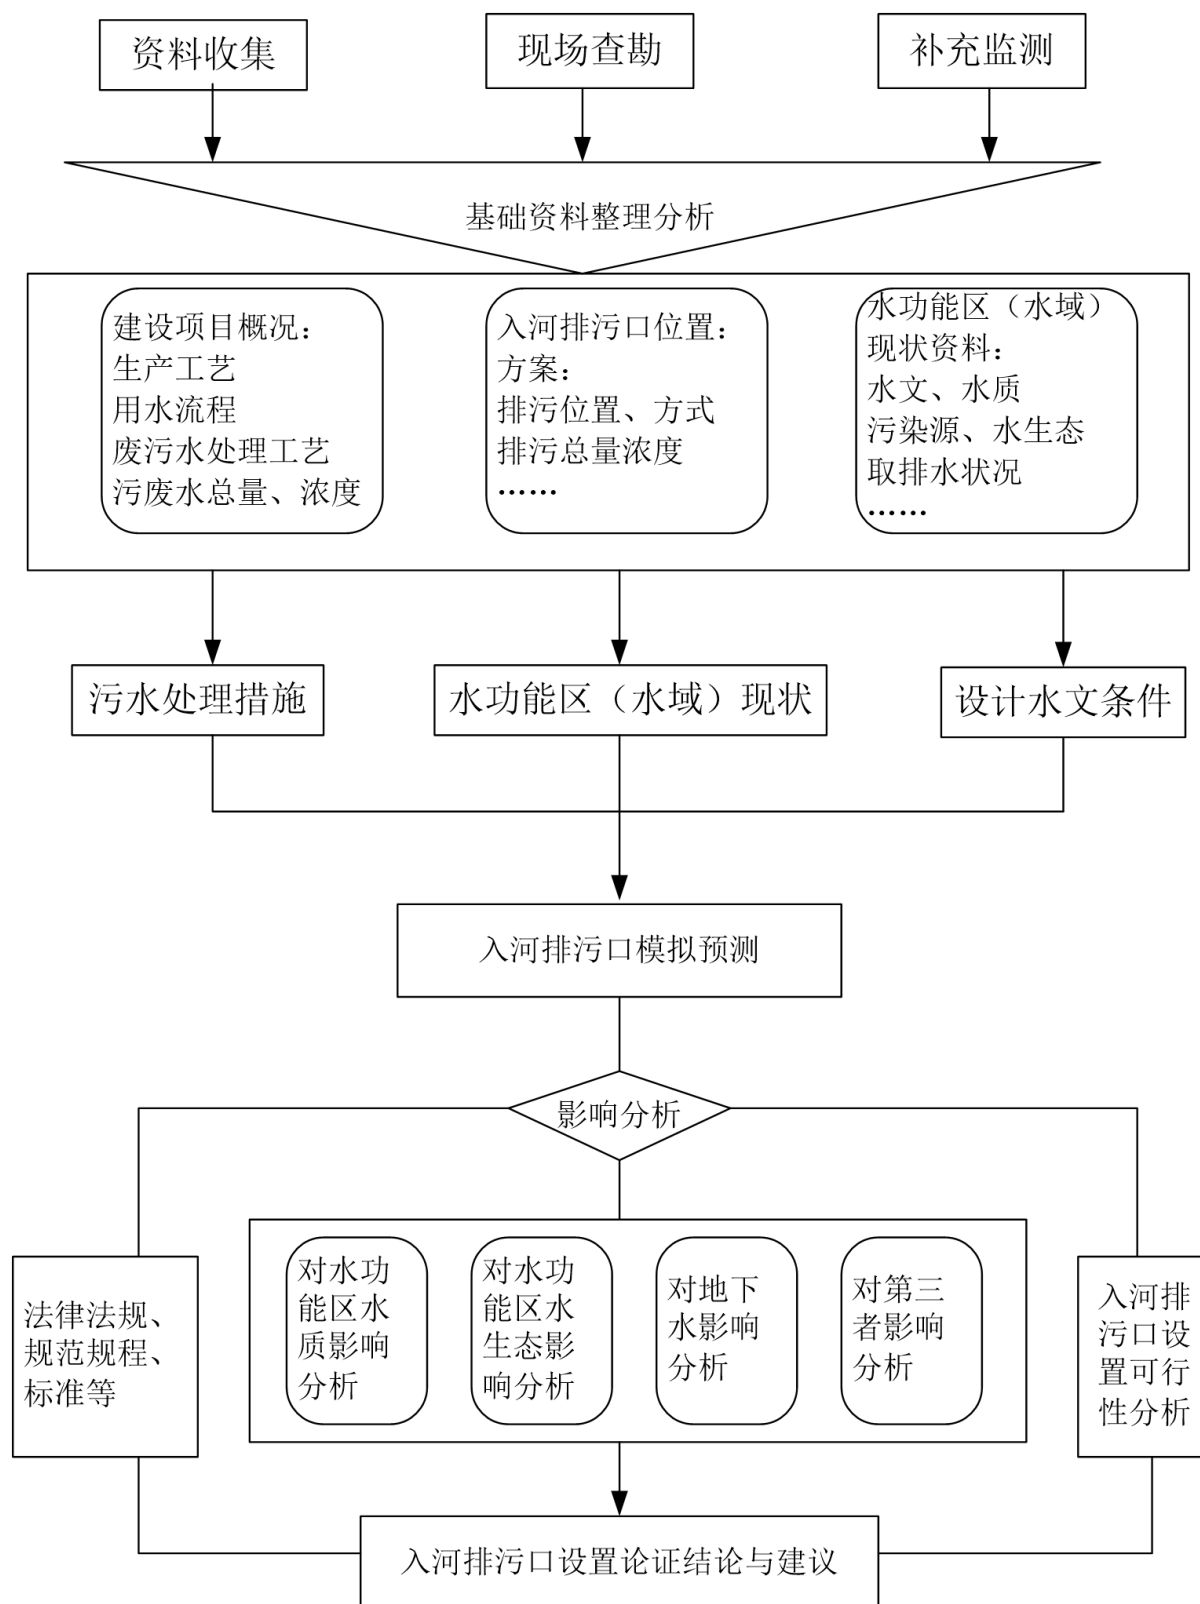 资料收集
现场查勘
补充监测
基础资料整理分析
建设项目概况：
生产工艺
用水流程
废污水处理工艺
污废水总量、浓度
入河排污口位置：
方案：
排污位置、方式
排污总量浓度
……
水功能区（水域）
现状资料：
水文、水质
污染源、水生态
取排水状况
……
污水处理措施
水功能区（水域）现状
设计水文条件
入河排污口模拟预测
影响分析
法律法规、
规范规程、
标准等
对水功
能区水
质影响
分析
对水功
能区水
生态影
响分析
对地下
水影响
分析
对第三
者影响
分析
入河排
污口设
置可行
性分析
入河排污口设置论证结论与建议